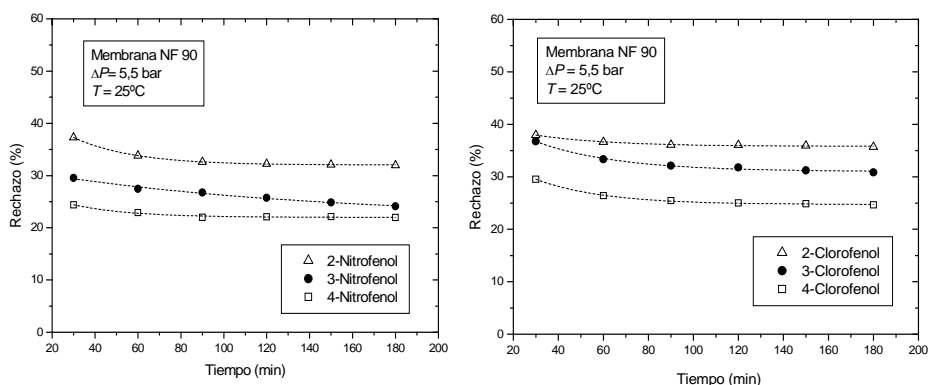 60
50
40
30
20
10
0
Rechazo (%)
Membrana NF 90
ΔP= 5,5 bar
T = 25ºC
2-Nitrofenol
3-Nitrofenol
4-Nitrofenol
20 40 60 80 100 120 140 160 180 200
Tiempo (min)
60
50
40
30
20
10
0
Rechazo (%)
Membrana NF 90
ΔP= 5,5 bar
T = 25ºC
2-Clorofenol
3-Clorofenol
4-Clorofenol
20 40 60 80 100 120 140 160 180 200
Tiempo (min)